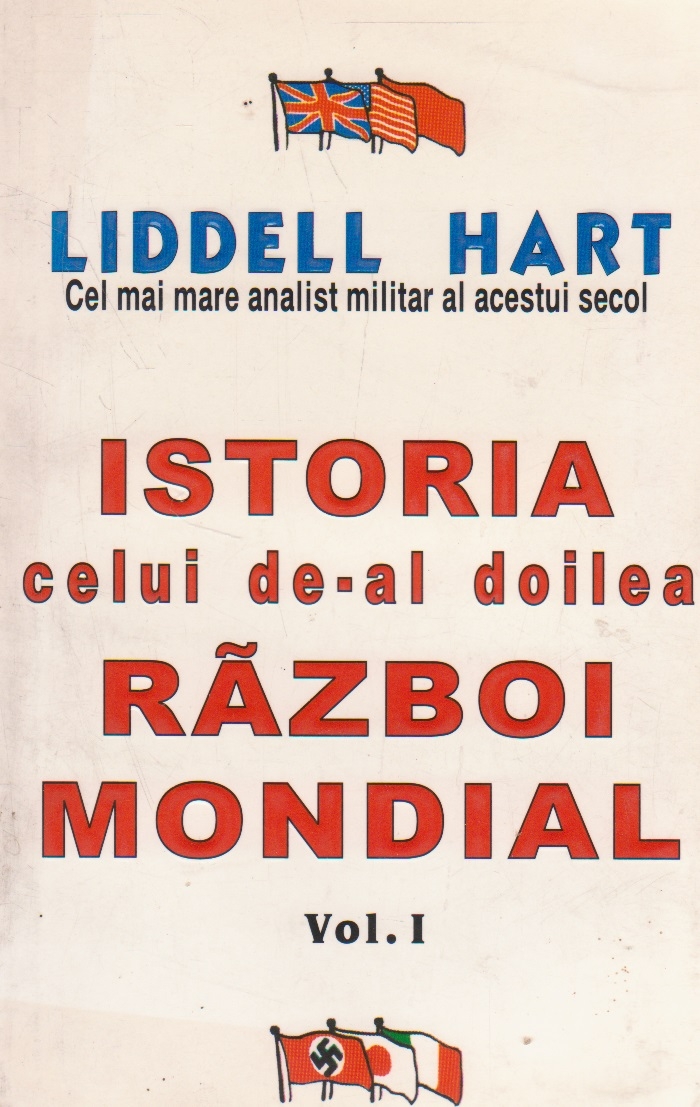 LIDDELL HART
Cel mai mare analist militar al acestui secol
ISTORIA
celui de-al doilea
RÃZBOI
MONDIAL
Vol. I